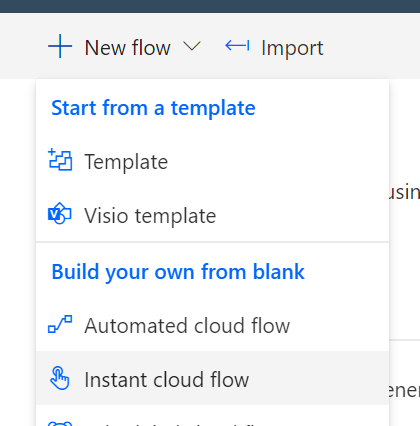 New flow
Import
Start from a template
Template
Visio template
Build your own from blank
Automated cloud flow
Instant cloud flow